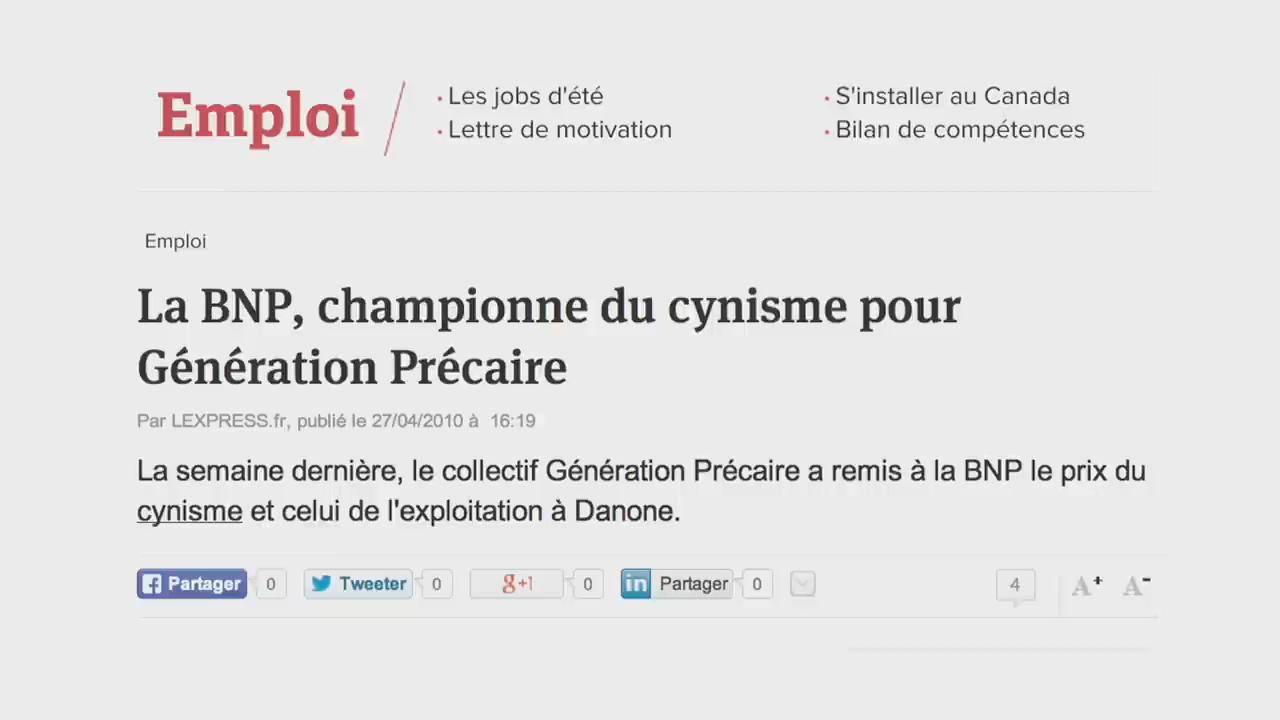 Emploi
• Les jobs d'été
• Lettre de motivation
• S'installer au Canada
• Bilan de compétences
Emploi
La BNP, championne du cynisme pour
Génération Précaire
Par LEXPRESS.fr, publié le 27/04/2010 à 16:19
La semaine dernière, le collectif Génération Précaire a remis à la BNP le prix du
cynisme et celui de l'exploitation à Danone.
Partager 0 Tweeter 0 g+1 0 in Partager 0 4 A+ A-